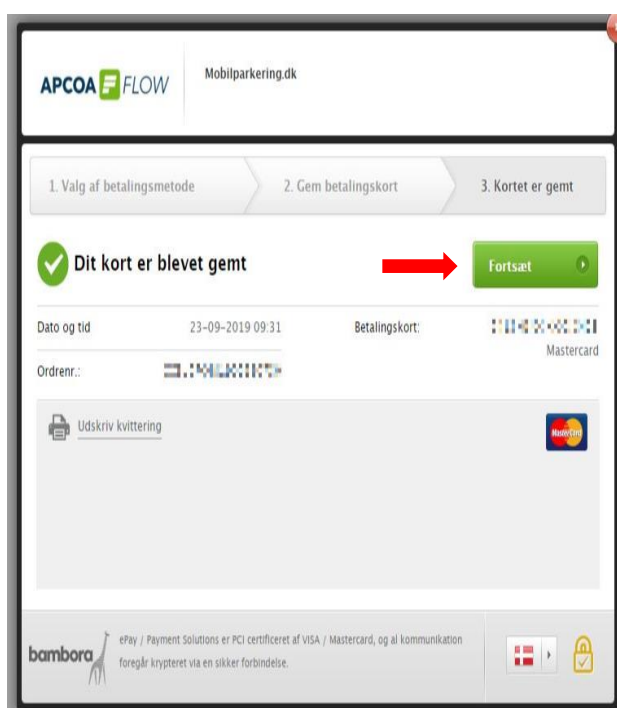 APCOA FLOW
Mobilparkering.dk
1. Valg af betalingsmetode
2. Gem betalingskort
3. Kortet er gemt
Dit kort er blevet gemt
Fortsæt
Dato og tid
23-09-2019 09:31
Betalingskort:
Mastercard
Ordrenr.:
Udskriv kvittering
MasterCard
bambora
ePay / Payment Solutions er PCI certificeret af VISA / Mastercard, og al kommunikation
foregår krypteret via en sikker forbindelse.